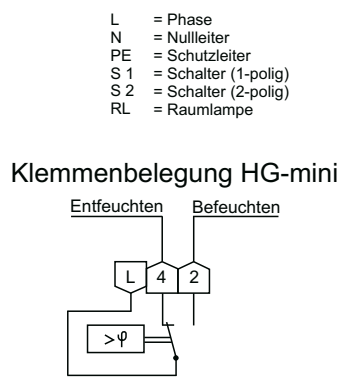 L = Phase
N = Nullleiter
PE = Schutzleiter
S 1 = Schalter (1-polig)
S 2 = Schalter (2-polig)
RL = Raumlampe
Klemmenbelegung HG-mini
Entfeuchten Befeuchten
L 4 2
>φ